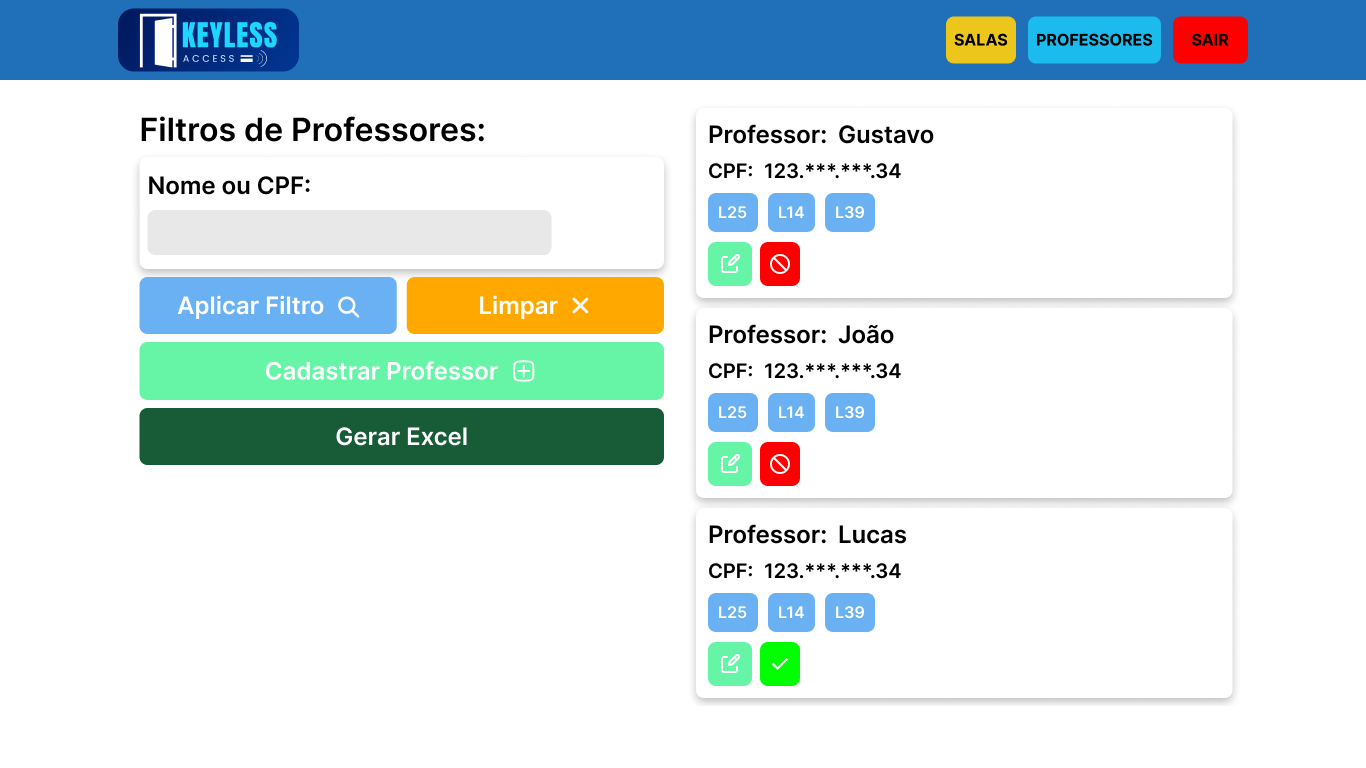 KEYLESS
ACCESS
SALAS
PROFESSORES
SAIR
Filtros de Professores:
Nome ou CPF:
Aplicar Filtro
Limpar
Cadastrar Professor
Gerar Excel
Professor: Gustavo
CPF: 123.***.***.34
L25 L14 L39
Professor: João
CPF: 123.***.***.34
L25 L14 L39
Professor: Lucas
CPF: 123.***.***.34
L25 L14 L39